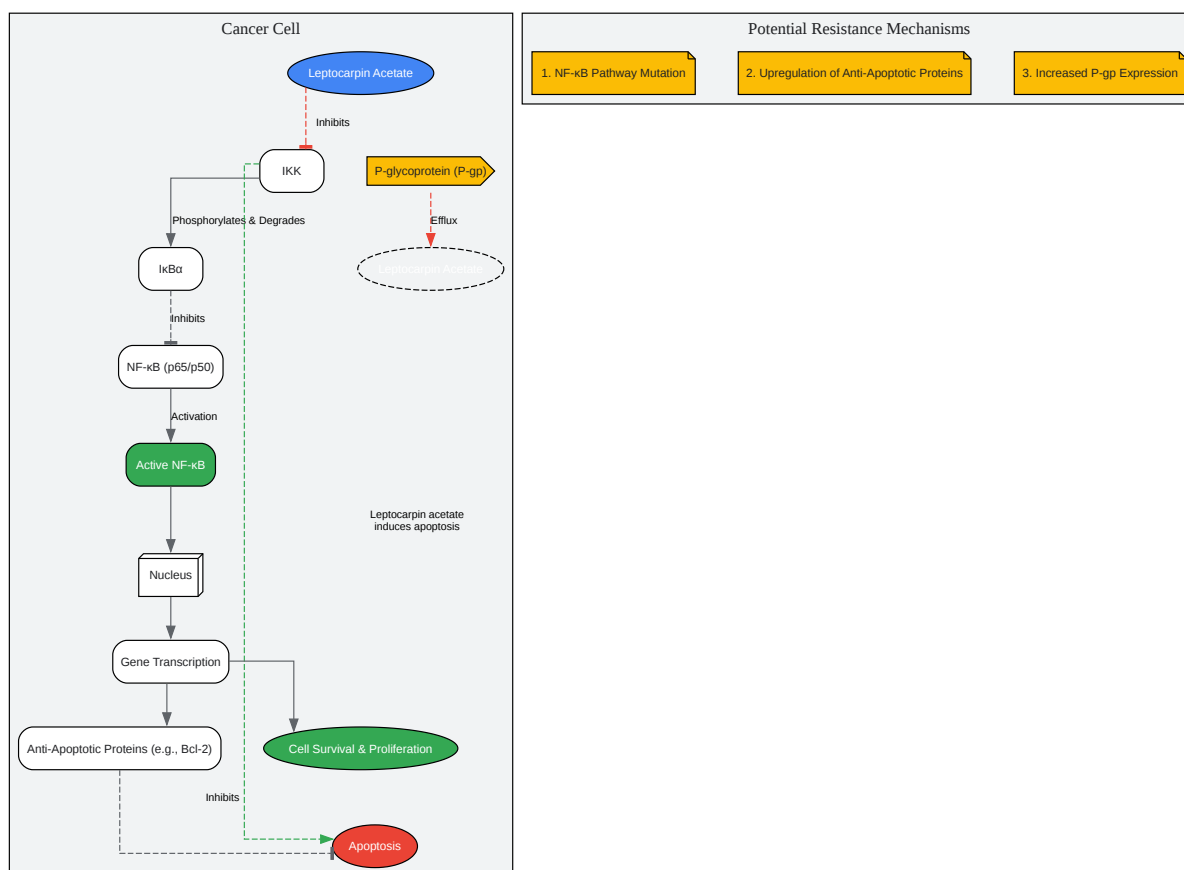 Cancer Cell
Leptocarpin Acetate
Inhibits
IKK
P-glycoprotein (P-gp)
Phosphorylates & Degrades
Efflux
IκBα
Leptocarpin Acetate
Inhibits
NF-κB (p65/p50)
Activation
Active NF-κB
Leptocarpin acetate
induces apoptosis
Nucleus
Gene Transcription
Anti-Apoptotic Proteins (e.g., Bcl-2)
Cell Survival & Proliferation
Inhibits
Apoptosis
Potential Resistance Mechanisms
1. NF-κB Pathway Mutation
2. Upregulation of Anti-Apoptotic Proteins
3. Increased P-gp Expression